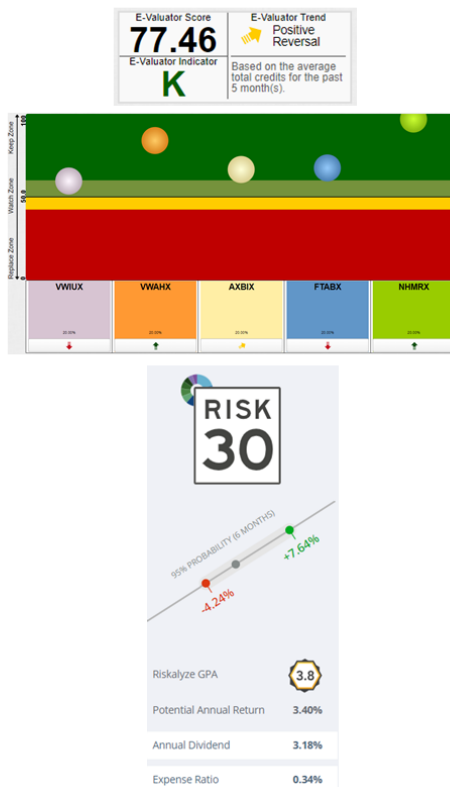 E-Valuator Score
77.46
E-Valuator Indicator
K
E-Valuator Trend
Positive
Reversal
Based on the average
total credits for the past
5 month(s).
Keep Zone
Watch Zone
Replace Zone
100
50.0
0
VWIUX
VWAHX
AXBIX
FTABX
NHMRX
20.00%
20.00%
20.00%
20.00%
20.00%
RISK
30
95% PROBABILITY (6 MONTHS)
-4.24%
+7.64%
Riskalyze GPA
3.8
Potential Annual Return
3.40%
Annual Dividend
3.18%
Expense Ratio
0.34%